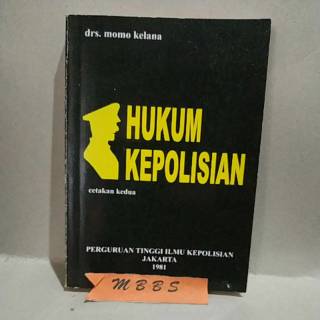 drs. momo kelana
HUKUM
KEPOLISIAN
cetakan kedua
PERGURUAN TINGGI ILMU KEPOLISIAN
JAKARTA
1981
MBBS